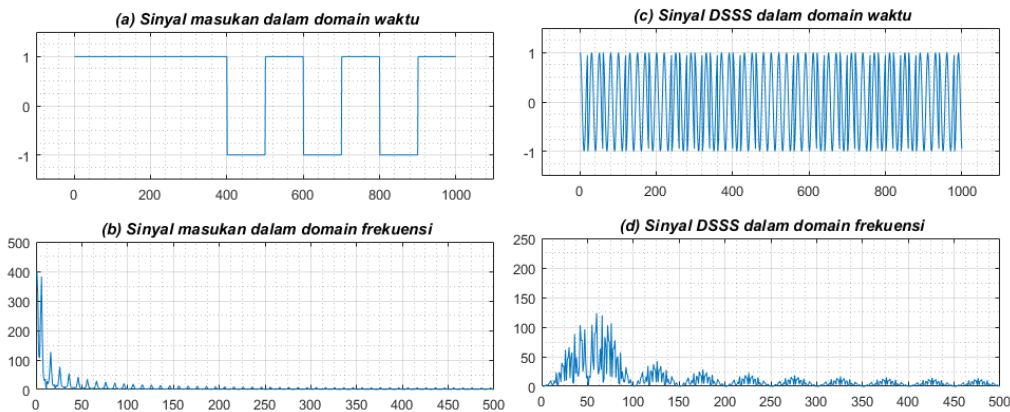 (a) Sinyal masukan dalam domain waktu
1
0
-1
0 200 400 600 800 1000
(b) Sinyal masukan dalam domain frekuensi
500
400
300
200
100
0
0 50 100 150 200 250 300 350 400 450 500
(c) Sinyal DSSS dalam domain waktu
1
0
-1
0 200 400 600 800 1000
(d) Sinyal DSSS dalam domain frekuensi
250
200
150
100
50
0
0 50 100 150 200 250 300 350 400 450 500